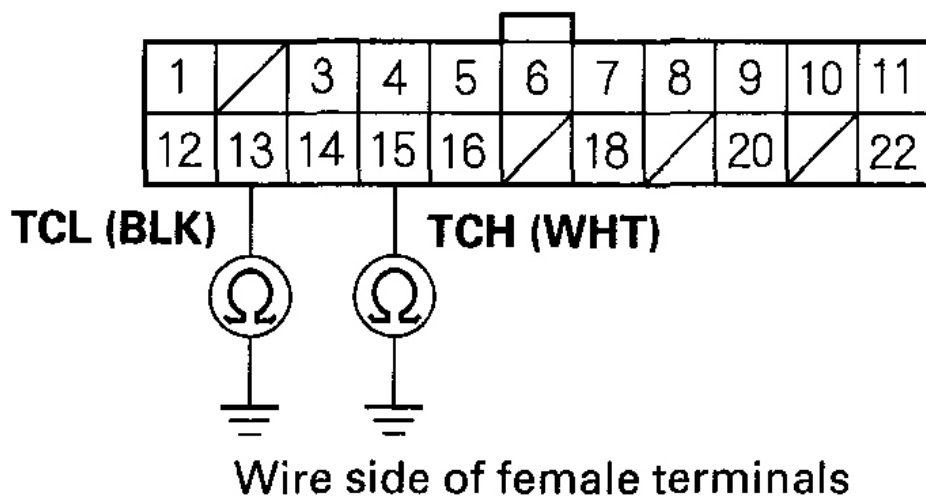 1 3 4 5 6 7 8 9 10 11
12 13 14 15 16 18 20 22
TCL (BLK) TCH (WHT)
Ω Ω
Wire side of female terminals